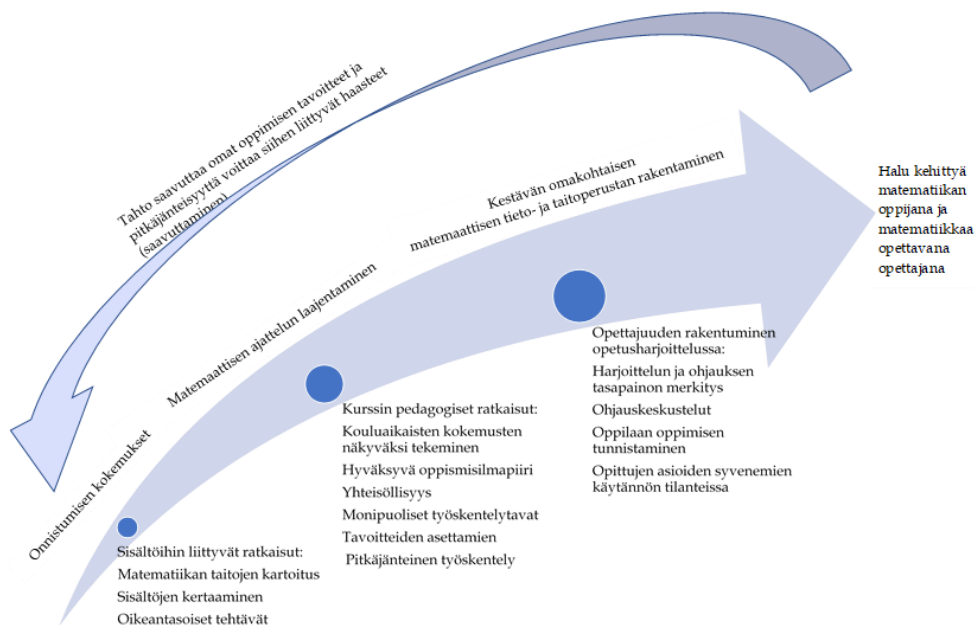 Tahto saavuttaa omat oppimisen tavoitteet ja
pitkäjänteisyyttä voittaa siihen liittyvät haasteet
(saavuttaminen)
Kestävän omakohtaisen
matemaattisen tieto- ja taitoperustan rakentaminen
Matemaattisen ajattelun laajentaminen
Onnistumisen kokemukset
Halu kehittyä
matematiikan
oppijana ja
matematiikkaa
opettavana
opettajana
Sisältöihin liittyvät ratkaisut:
Matematiikan taitojen kartoitus
Sisältöjen kertaaminen
Oikeantasoiset tehtävät
Kurssin pedagogiset ratkaisut:
Kouluaikaisten kokemusten
näkyväksi tekeminen
Hyväksyvä oppismisilmapiiri
Yhteisöllisyys
Monipuoliset työskentelytavat
Tavoitteiden asettamien
Pitkäjänteinen työskentely
Opettajuuden rakentuminen
opetusharjoittelussa:
Harjoittelun ja ohjauksen
tasapainon merkitys
Ohjauskeskustelut
Oppilaan oppimisen
tunnistaminen
Opittujen asioiden syvenemien
käytännön tilanteissa